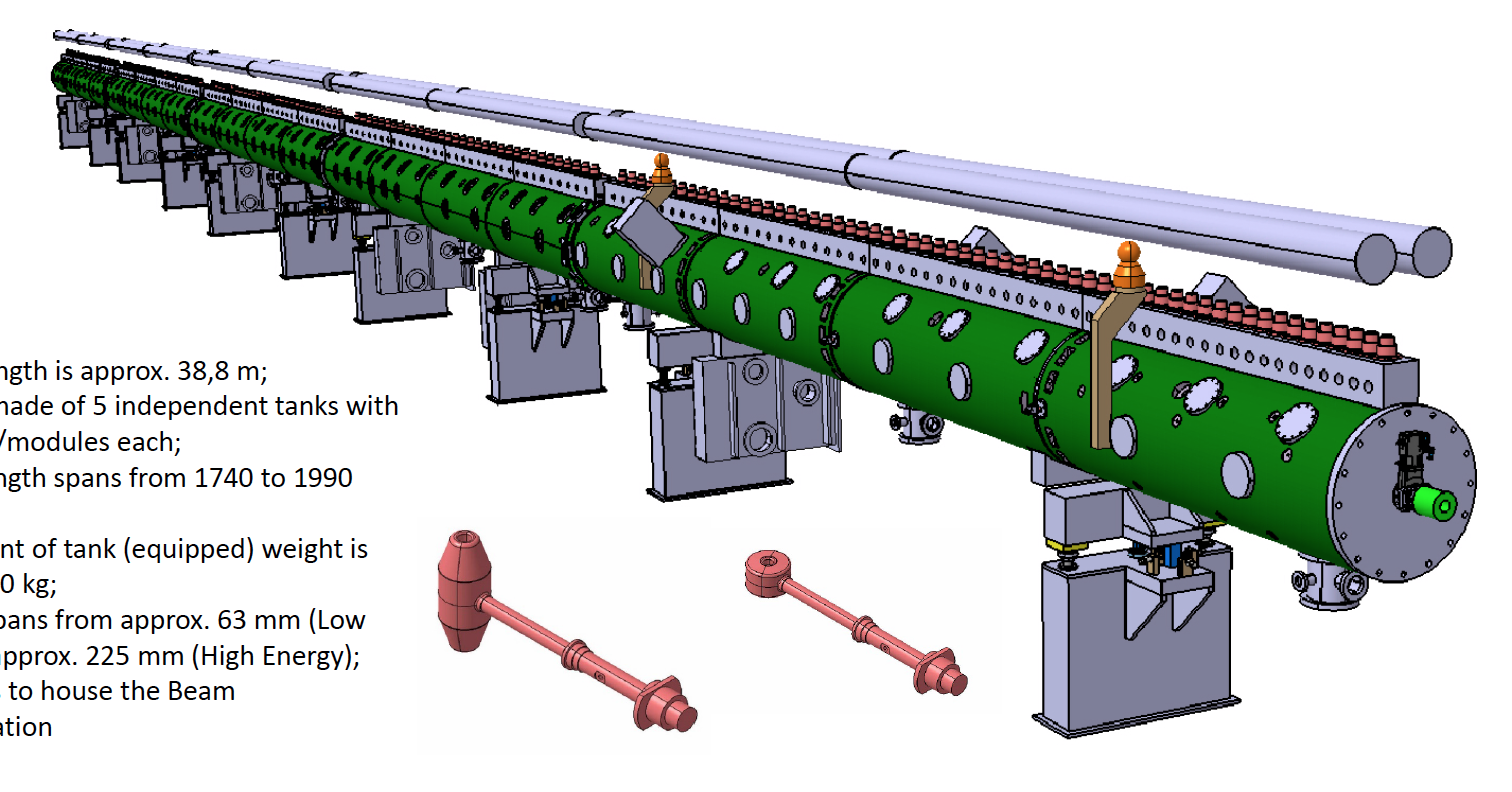 ngth is approx. 38,8 m;
made of 5 independent tanks with
/modules each;
ngth spans from 1740 to 1990
nt of tank (equipped) weight is
0 kg;
pans from approx. 63 mm (Low
approx. 225 mm (High Energy);
s to house the Beam
ation